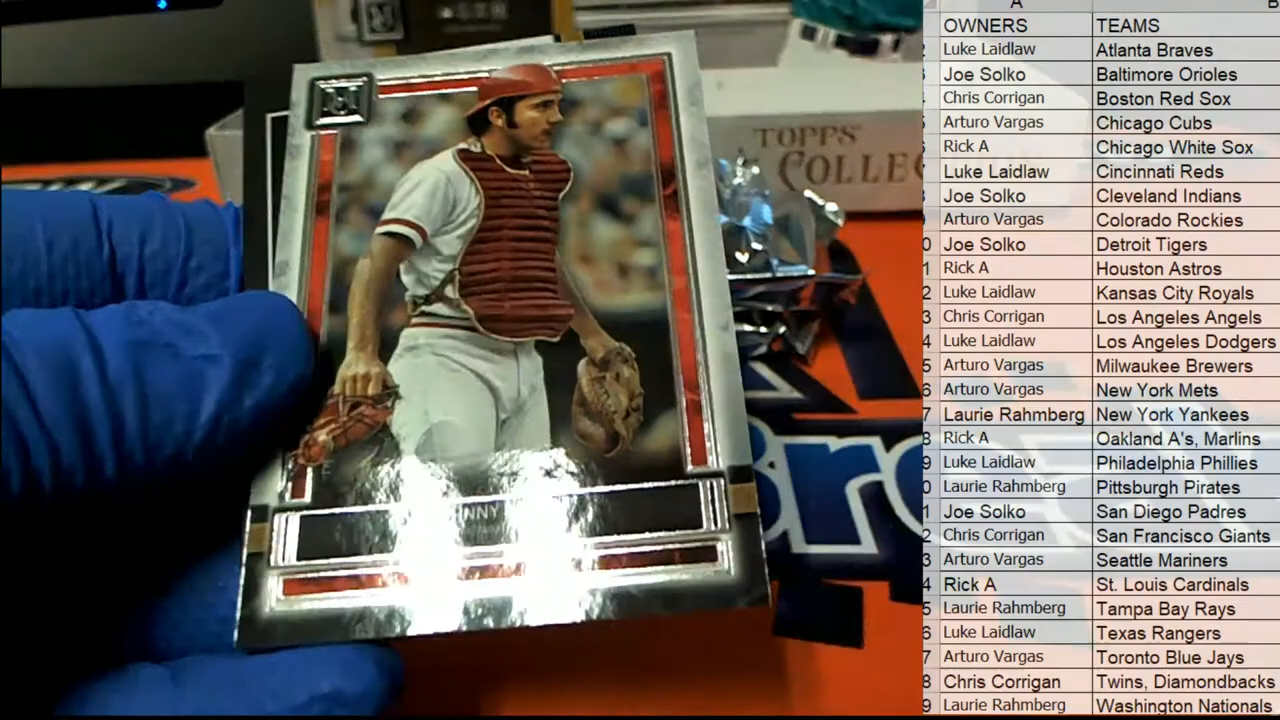 A
OWNERS TEAMS
Luke Laidlaw Atlanta Braves
Joe Solko Baltimore Orioles
Chris Corrigan Boston Red Sox
Arturo Vargas Chicago Cubs
Rick A Chicago White Sox
Luke Laidlaw Cincinnati Reds
Joe Solko Cleveland Indians
Arturo Vargas Colorado Rockies
Joe Solko Detroit Tigers
Rick A Houston Astros
Luke Laidlaw Kansas City Royals
Chris Corrigan Los Angeles Angels
Luke Laidlaw Los Angeles Dodgers
Arturo Vargas Milwaukee Brewers
Arturo Vargas New York Mets
Laurie Rahmberg New York Yankees
Rick A Oakland A's, Marlins
Luke Laidlaw Philadelphia Phillies
Laurie Rahmberg Pittsburgh Pirates
Joe Solko San Diego Padres
Chris Corrigan San Francisco Giants
Arturo Vargas Seattle Mariners
Rick A St. Louis Cardinals
Laurie Rahmberg Tampa Bay Rays
Luke Laidlaw Texas Rangers
Arturo Vargas Toronto Blue Jays
Chris Corrigan Twins, Diamondbacks
Laurie Rahmberg Washington Nationals
M
TOPPS
COLLE
NNY
Bre